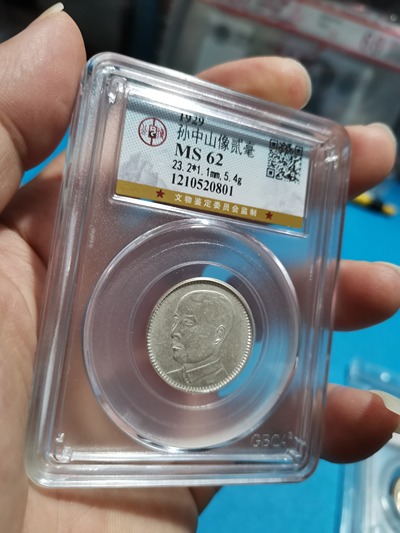 1929
孙中山像贰毫
MS 62
23.2*1.1mm,5.4g
1210520801
★ 文物鉴定委员会监制 ★
GBCA